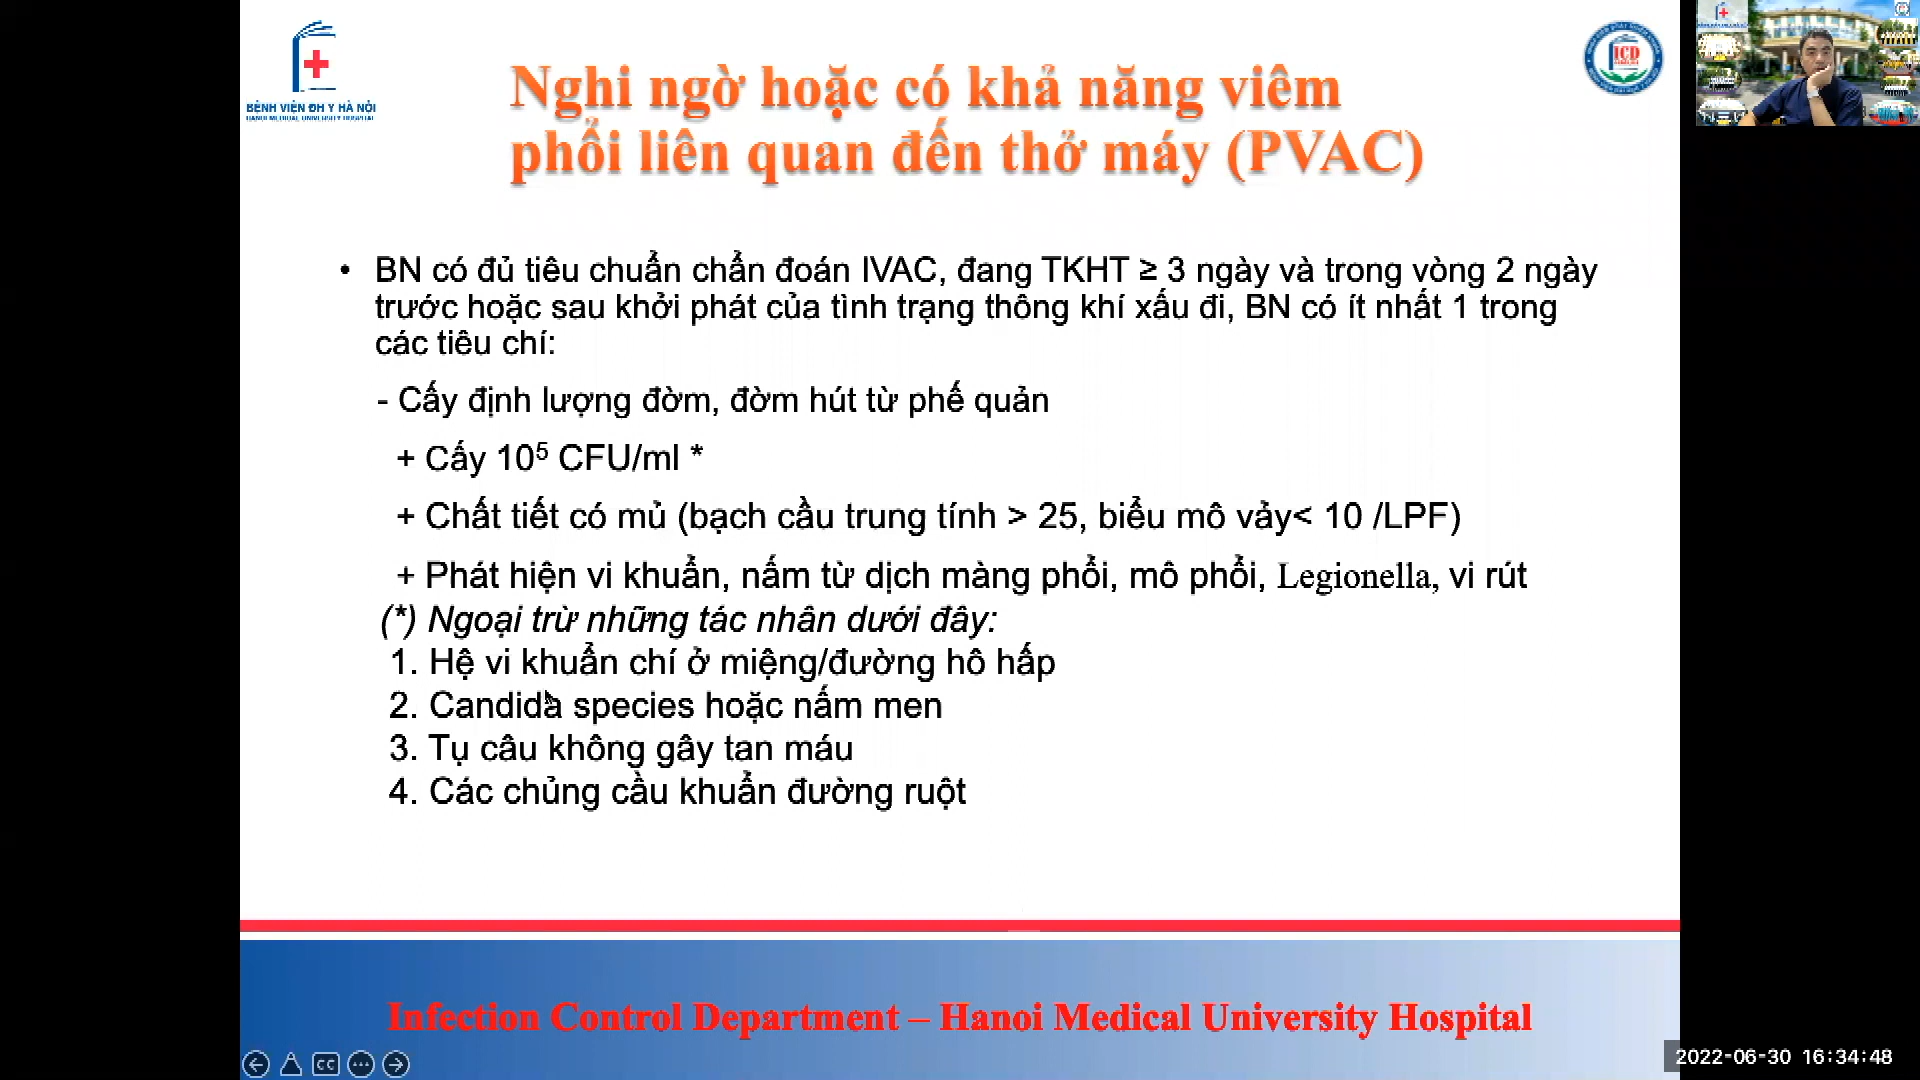 BỆNH VIỆN ĐH Y HÀ NỘI
HANOI MEDICAL UNIVERSITY HOSPITAL
ICD
Nghi ngờ hoặc có khả năng viêm
phổi liên quan đến thở máy (PVAC)
• BN có đủ tiêu chuẩn chẩn đoán IVAC, đang TKHT ≥ 3 ngày và trong vòng 2 ngày
trước hoặc sau khởi phát của tình trạng thông khí xấu đi, BN có ít nhất 1 trong
các tiêu chí:
- Cấy định lượng đờm, đờm hút từ phế quản
+ Cấy 10⁵ CFU/ml *
+ Chất tiết có mủ (bạch cầu trung tính > 25, biểu mô vảy< 10 /LPF)
+ Phát hiện vi khuẩn, nấm từ dịch màng phổi, mô phổi, Legionella, vi rút
(*) Ngoại trừ những tác nhân dưới đây:
1. Hệ vi khuẩn chí ở miệng/đường hô hấp
2. Candida species hoặc nấm men
3. Tụ câu không gây tan máu
4. Các chủng cầu khuẩn đường ruột
Infection Control Department – Hanoi Medical University Hospital
CC
2022-06-30 16:34:48